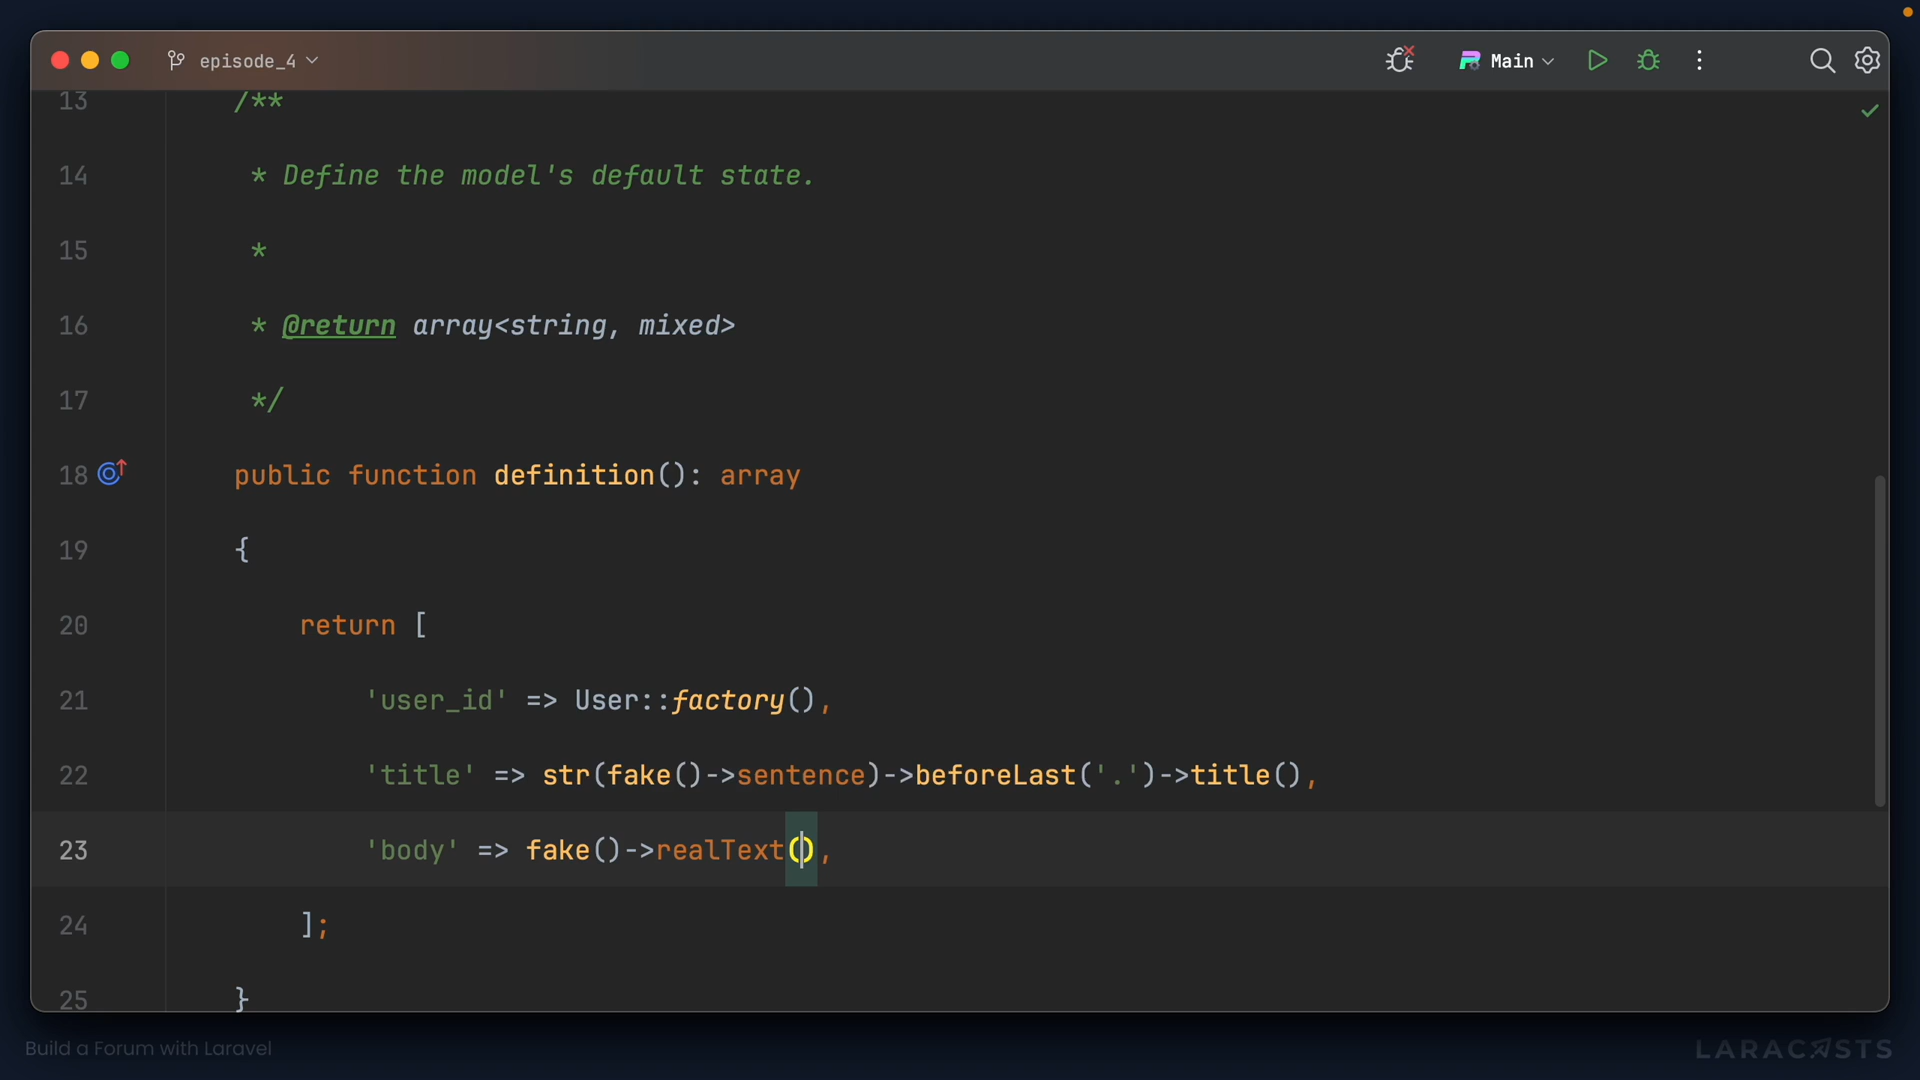 episode_4
Main
13 /**
14 * Define the model's default state.
15 *
16 * @return array<string, mixed>
17 */
18 public function definition(): array
19 {
20 return [
21 'user_id' => User::factory(),
22 'title' => str(fake()->sentence)->beforeLast('.')->title(),
23 'body' => fake()->realText(),
24 ];
25 }
Build a Forum with Laravel
LARACASTS